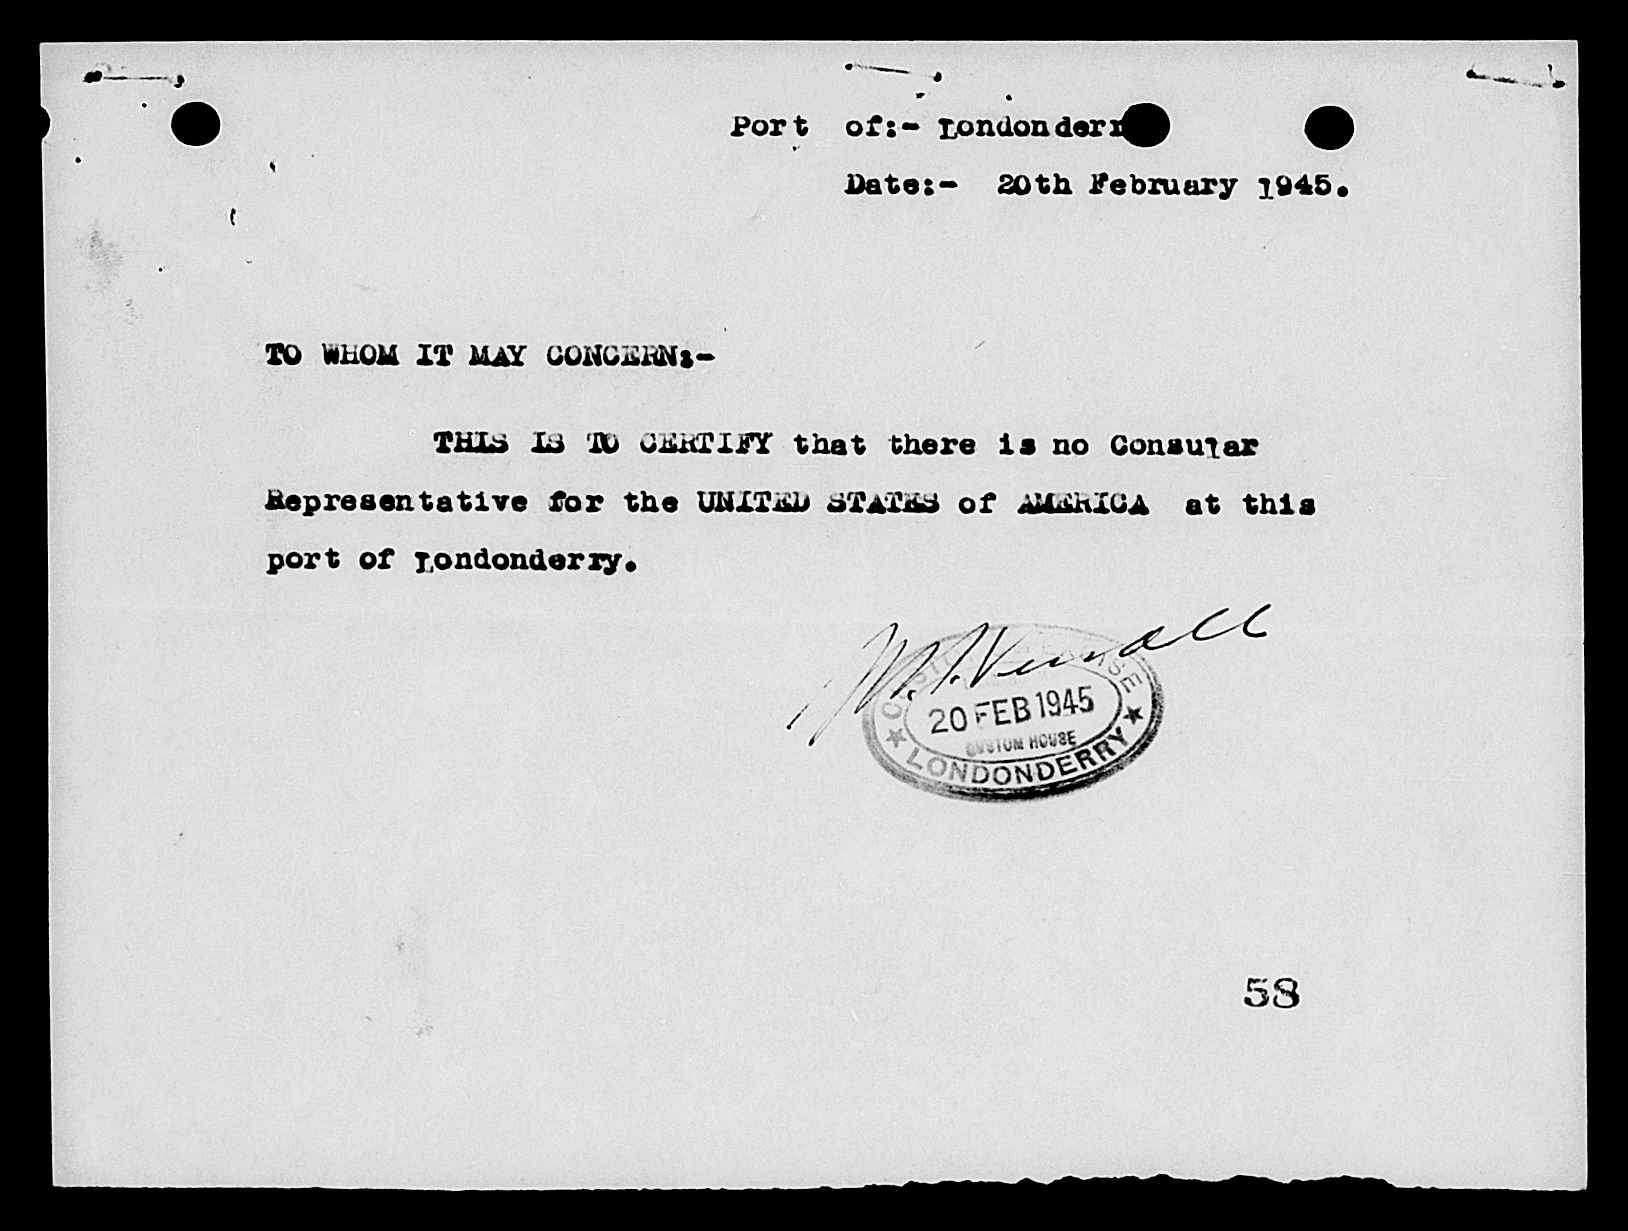 Port of:- Londonderr
Date:- 20th February 1945.
TO WHOM IT MAY CONCERN:-
THIS IS TO CERTIFY that there is no Consular
Representative for the UNITED STATES of AMERICA at this
port of Londonderry.
20 FEB 1945
CUSTOM HOUSE
LONDONDERRY
58